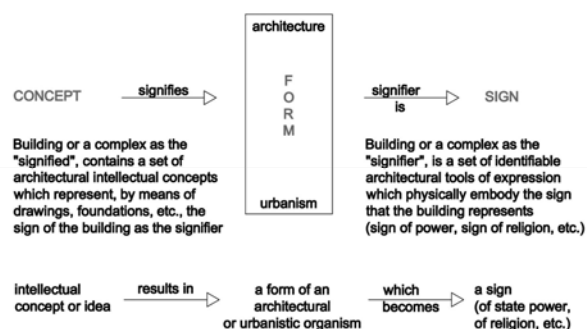 architecture
CONCEPT
signifies
F
O
R
M
signifier
is
SIGN
Building or a complex as the
"signified", contains a set of
architectural intellectual concepts
which represent, by means of
drawings, foundations, etc., the
sign of the building as the signifier
urbanism
Building or a complex as the
"signifier", is a set of identifiable
architectural tools of expression
which physically embody the sign
that the building represents
(sign of power, sign of religion, etc.)
intellectual
concept or idea
results in
a form of an
architectural
or urbanistic organism
which
becomes
a sign
(of state power,
of religion, etc.)